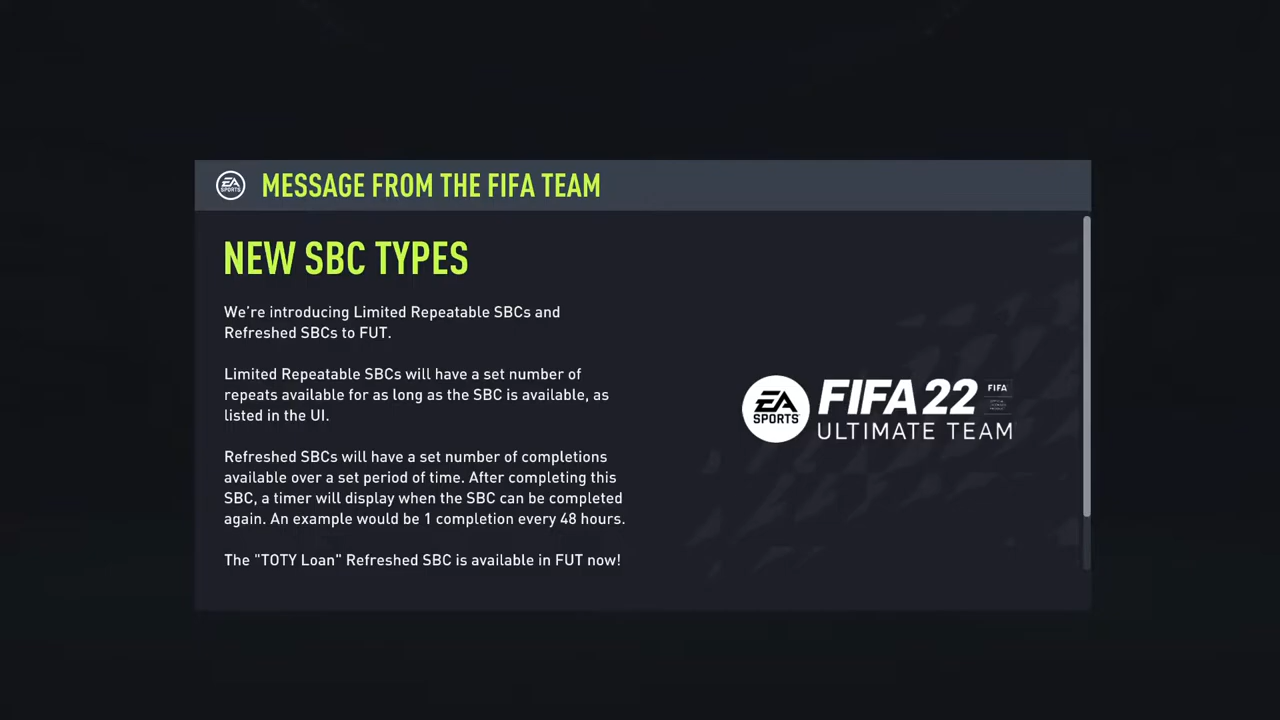 EA
SPORTS
MESSAGE FROM THE FIFA TEAM
NEW SBC TYPES
We're introducing Limited Repeatable SBCs and
Refreshed SBCs to FUT.
Limited Repeatable SBCs will have a set number of
repeats available for as long as the SBC is available, as
listed in the UI.
Refreshed SBCs will have a set number of completions
available over a set period of time. After completing this
SBC, a timer will display when the SBC can be completed
again. An example would be 1 completion every 48 hours.
The "TOTY Loan" Refreshed SBC is available in FUT now!
EA
SPORTS
FIFA 22
FIFA
ULTIMATE TEAM